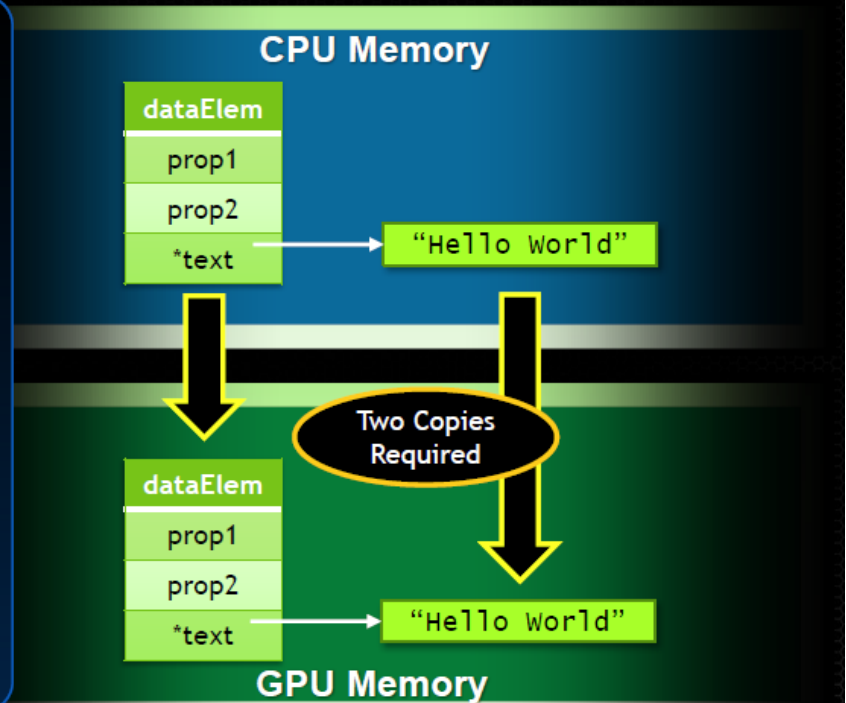 CPU Memory
dataElem
prop1
prop2
*text
“Hello World”
Two Copies
Required
dataElem
prop1
prop2
*text
“Hello World”
GPU Memory